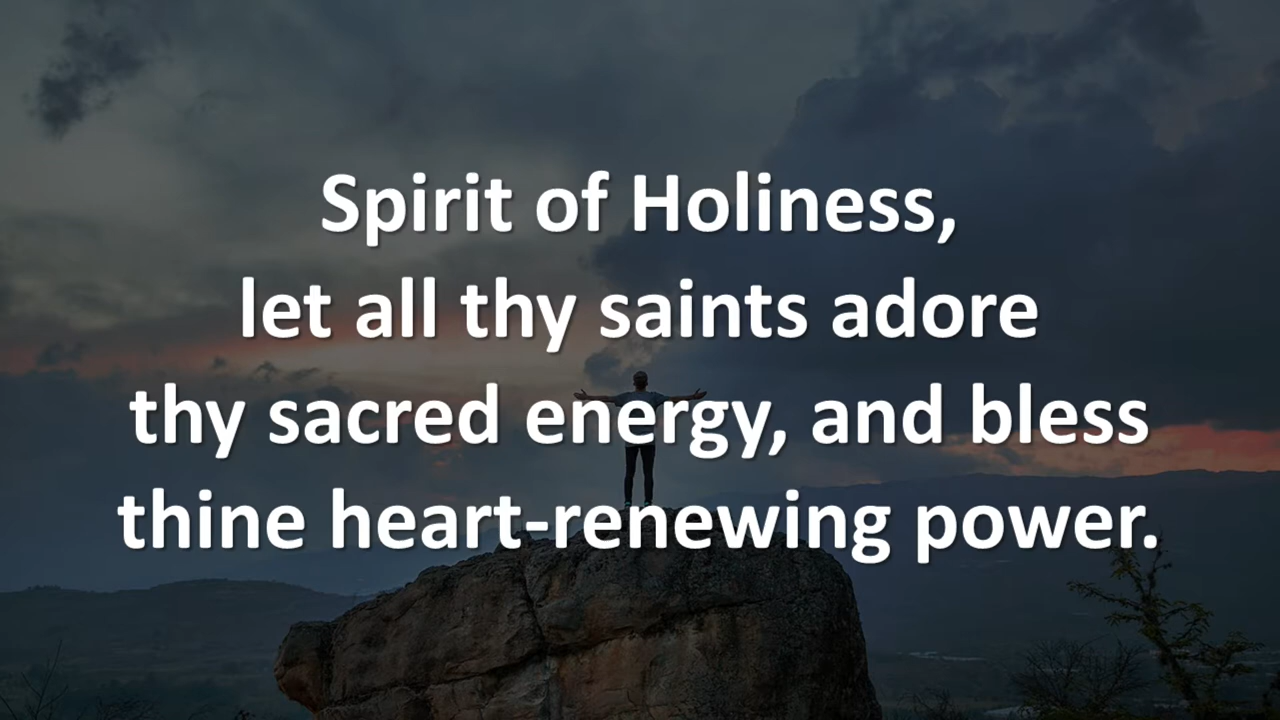 Spirit of Holiness,
let all thy saints adore
thy sacred energy, and bless
thine heart-renewing power.